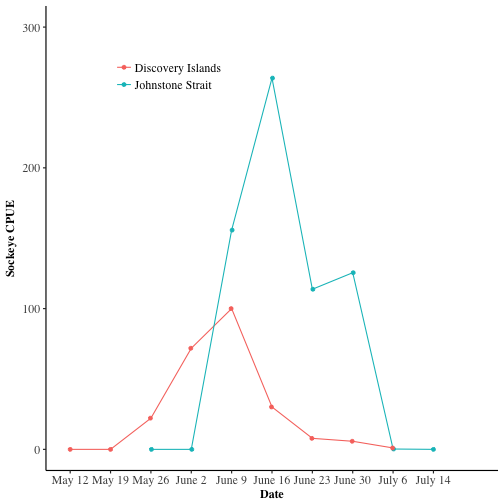 300
Discovery Islands
Johnstone Strait
200
Sockeye CPUE
100
0
May 12 May 19 May 26 June 2 June 9 June 16 June 23 June 30 July 6 July 14
Date